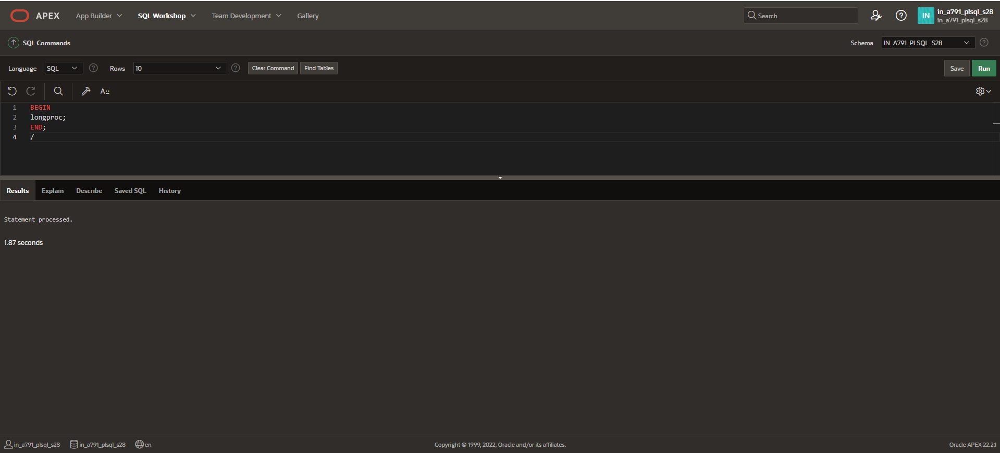 APEX App Builder SQL Workshop Team Development Gallery Search IN in_a791_plsql_s28
in_a791_plsql_s28
SQL Commands Schema IN_A791_PLSQL_S28
Language SQL Rows 10 Clear Command Find Tables Save Run
A::
1 BEGIN
2 longproc;
3 END;
4 /
Results Explain Describe Saved SQL History
Statement processed.
1.87 seconds
in_a791_plsql_s28 in_a791_plsql_s28 en Copyright © 1999, 2022, Oracle and/or its affiliates. Oracle APEX 22.2.1